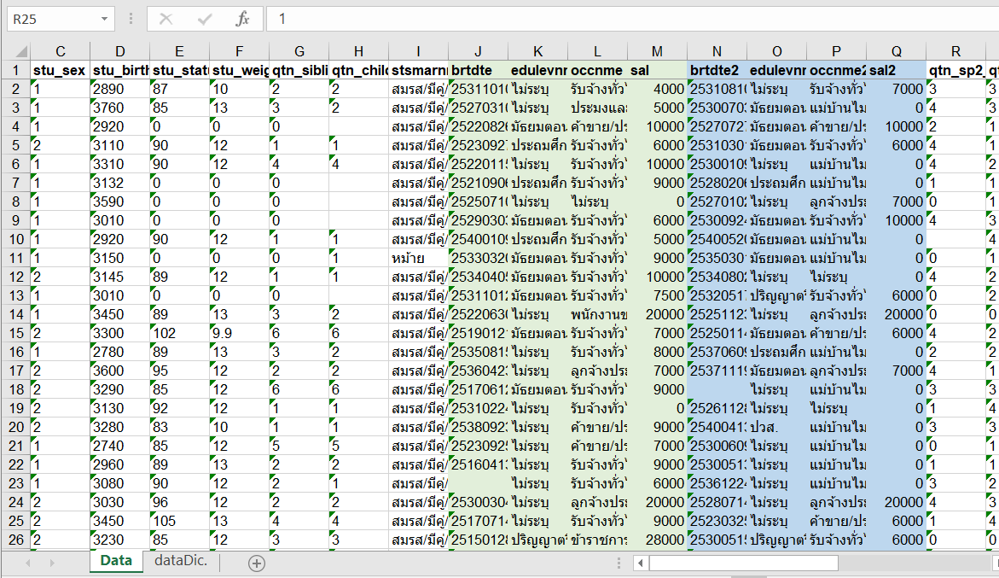 R25 fx 1
C D E F G H I J K L M N O P Q R
1 stu_sex stu_birth stu_statu stu_weig qtn_sibli qtn_child stsmarnm brtdte edulevnm occnme sal brtdte2 edulevnm occnme2 sal2 qtn_sp2_ qt
2 1 2890 87 10 2 2 สมรส/มีคู่/ 2531101 ไม่ระบุ รับจ้างทั่ว 4000 2531081 ไม่ระบุ รับจ้างทั่ว 7000 3 3
3 1 3760 85 13 3 2 สมรส/มีคู่/ 2527031 ไม่ระบุ ประมงและ 5000 2530070 มัธยมตอน แม่บ้านไม 0 4 3
4 1 2920 0 0 0 สมรส/มีคู่/ 2522082 มัธยมตอน ค้าขาย/ปร 10000 2527072 มัธยมตอน ค้าขาย/ปร 10000 2 1
5 2 3110 90 12 1 1 สมรส/มีคู่/ 2523092 ประถมศึก รับจ้างทั่ว 6000 2531030 มัธยมตอน รับจ้างทั่ว 6000 4 1
6 1 3310 90 12 4 4 สมรส/มีคู่/ 2522011 ไม่ระบุ รับจ้างทั่ว 10000 2530010 ไม่ระบุ แม่บ้านไม 0 4 2
7 1 3132 0 0 0 สมรส/มีคู่/ 2521090 ประถมศึก รับจ้างทั่ว 9000 2528020 ประถมศึก แม่บ้านไม 0 1 1
8 1 3590 0 0 0 สมรส/มีคู่/ 2525071 ไม่ระบุ ไม่ระบุ 0 2527010 ไม่ระบุ ลูกจ้างประ 7000 0 1
9 1 3010 0 0 0 สมรส/มีคู่/ 2529030 มัธยมตอน รับจ้างทั่ว 6000 2530092 มัธยมตอน รับจ้างทั่ว 10000 4 3
10 1 2920 90 12 1 1 สมรส/มีคู่/ 2540010 ประถมศึก รับจ้างทั่ว 5000 2540052 มัธยมตอน แม่บ้านไม 0 4
11 1 3150 0 0 0 1 หม้าย 2533032 มัธยมตอน รับจ้างทั่ว 9000 2535030 มัธยมตอน แม่บ้านไม 0 0 1
12 2 3145 89 12 1 1 สมรส/มีคู่/ 2534040 มัธยมตอน รับจ้างทั่ว 10000 2534080 ไม่ระบุ ไม่ระบุ 0 4 2
13 1 3010 0 0 0 สมรส/มีคู่/ 2531101 มัธยมตอน รับจ้างทั่ว 7500 2532051 ปริญญาตร รับจ้างทั่ว 6000 0 2
14 1 3450 89 13 3 2 สมรส/มีคู่/ 2522063 ไม่ระบุ พนักงานข 20000 2525112 ไม่ระบุ ลูกจ้างประ 20000 0 0
15 2 3300 102 9.9 6 6 สมรส/มีคู่/ 2519012 มัธยมตอน รับจ้างทั่ว 7000 2525011 มัธยมตอน ค้าขาย/ปร 6000 4 2
16 1 2780 89 13 3 2 สมรส/มีคู่/ 2535081 ไม่ระบุ รับจ้างทั่ว 8000 2537060 ประถมศึก แม่บ้านไม 0 2 2
17 2 3600 95 12 2 2 สมรส/มีคู่/ 2536042 ไม่ระบุ ลูกจ้างประ 7000 2537111 มัธยมตอน ลูกจ้างประ 7000 4 1
18 2 3290 85 12 6 6 สมรส/มีคู่/ 2517061 มัธยมตอน รับจ้างทั่ว 9000 ไม่ระบุ แม่บ้านไม 0 3 3
19 2 3130 92 12 1 1 สมรส/มีคู่/ 2531022 ไม่ระบุ รับจ้างทั่ว 0 2526112 ไม่ระบุ ไม่ระบุ 0 1 4
20 2 3280 83 10 1 1 สมรส/มีคู่/ 2538092 ไม่ระบุ ค้าขาย/ปร 9000 2540041 ปวส. แม่บ้านไม 0 3 3
21 1 2740 85 12 5 5 สมรส/มีคู่/ 2523092 ไม่ระบุ ค้าขาย/ปร 7000 2530060 ไม่ระบุ แม่บ้านไม 0 0 1
22 1 2960 89 13 2 2 สมรส/มีคู่/ 2516041 ไม่ระบุ รับจ้างทั่ว 9000 2530051 ไม่ระบุ แม่บ้านไม 0 1 1
23 1 3080 90 12 2 1 สมรส/มีคู่/ ไม่ระบุ รับจ้างทั่ว 6000 2536122 ไม่ระบุ แม่บ้านไม 0 3 2
24 2 3030 96 12 2 2 สมรส/มีคู่/ 2530030 ไม่ระบุ ลูกจ้างประ 20000 2528071 ไม่ระบุ ลูกจ้างประ 20000 4 3
25 2 3450 105 13 4 4 สมรส/มีคู่/ 2517071 ไม่ระบุ รับจ้างทั่ว 9000 2523032 ไม่ระบุ ค้าขาย/ปร 6000 1 4
26 2 3230 85 12 3 3 สมรส/มีคู่/ 2515012 ปริญญาตร ข้าราชการ 28000 2530051 ปริญญาตร รับจ้างทั่ว 6000 0 0
Data dataDic.